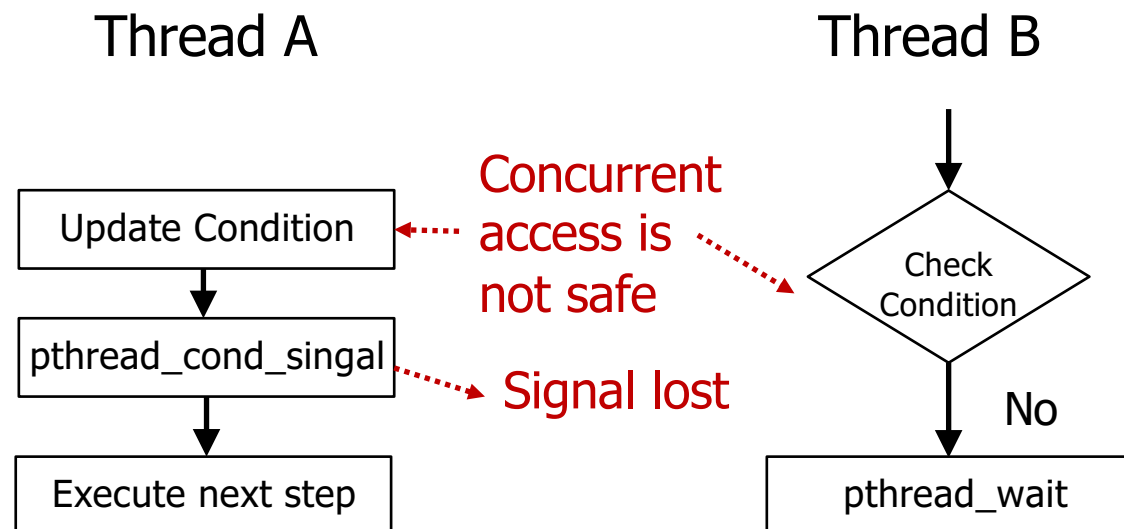 Thread A
Thread B
Update Condition
pthread_cond_singal
Execute next step
Concurrent
access is
not safe
Signal lost
Check
Condition
No
pthread_wait